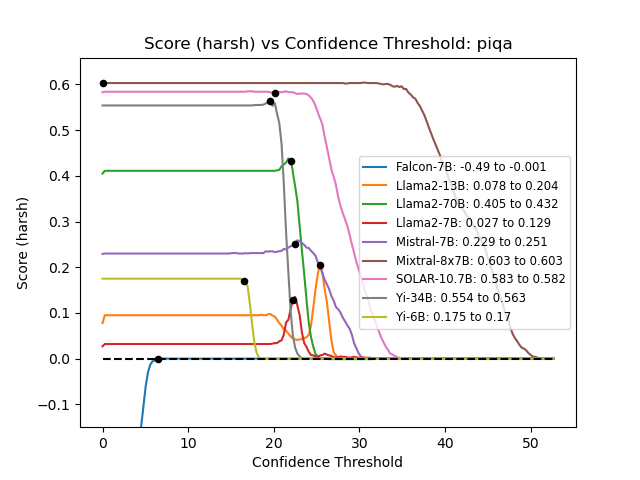 Score (harsh) vs Confidence Threshold: piqa
0.6
0.5
0.4
0.3
0.2
0.1
0.0
−0.1
Score (harsh)
Falcon-7B: -0.49 to -0.001
Llama2-13B: 0.078 to 0.204
Llama2-70B: 0.405 to 0.432
Llama2-7B: 0.027 to 0.129
Mistral-7B: 0.229 to 0.251
Mixtral-8x7B: 0.603 to 0.603
SOLAR-10.7B: 0.583 to 0.582
Yi-34B: 0.554 to 0.563
Yi-6B: 0.175 to 0.17
0 10 20 30 40 50
Confidence Threshold